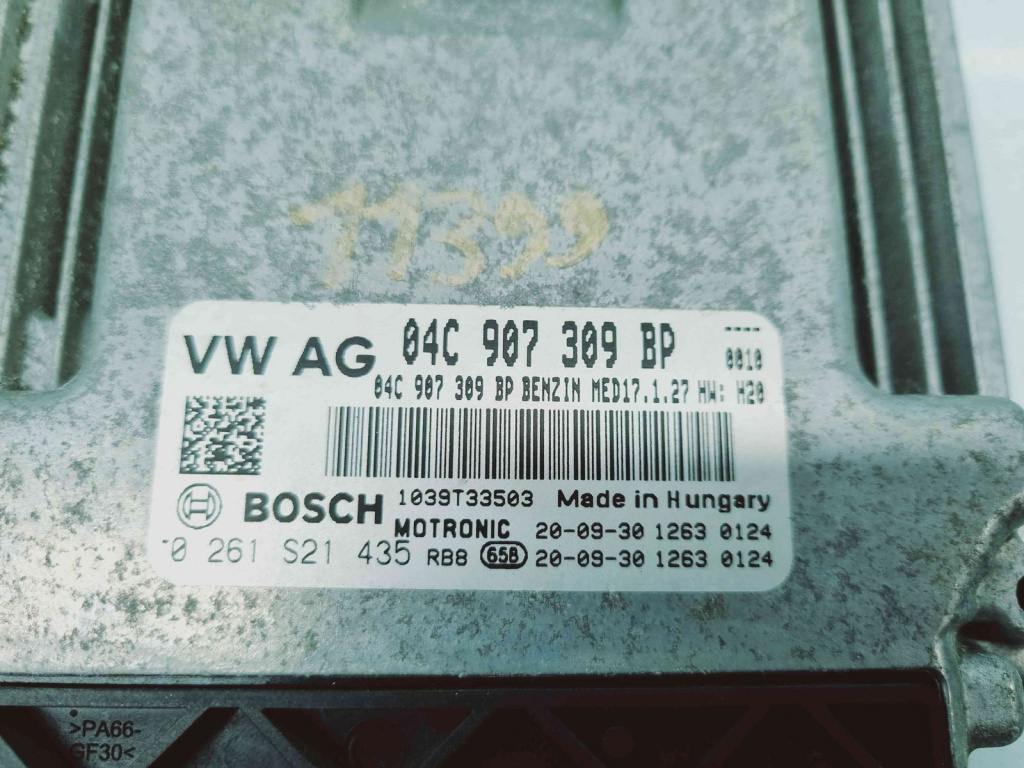 11399
VW AG 04C 907 309 BP ----
0010
04C 907 309 BP BENZIN MED17.1.27 HW: H20
BOSCH 1039T33503 Made in Hungary
MOTRONIC 20-09-30 1263 0124
0 261 S21 435 RB8 658 20-09-30 1263 0124
>PA66-
GF30<